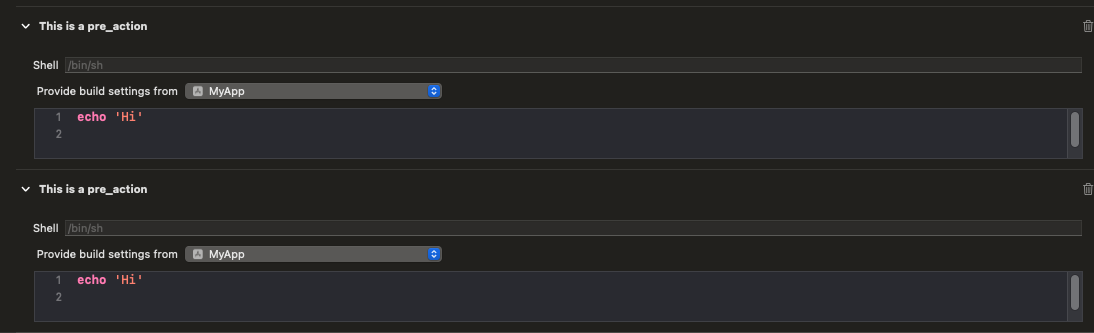 This is a pre_action
Shell /bin/sh
Provide build settings from MyApp
1 echo 'Hi'
2
This is a pre_action
Shell /bin/sh
Provide build settings from MyApp
1 echo 'Hi'
2